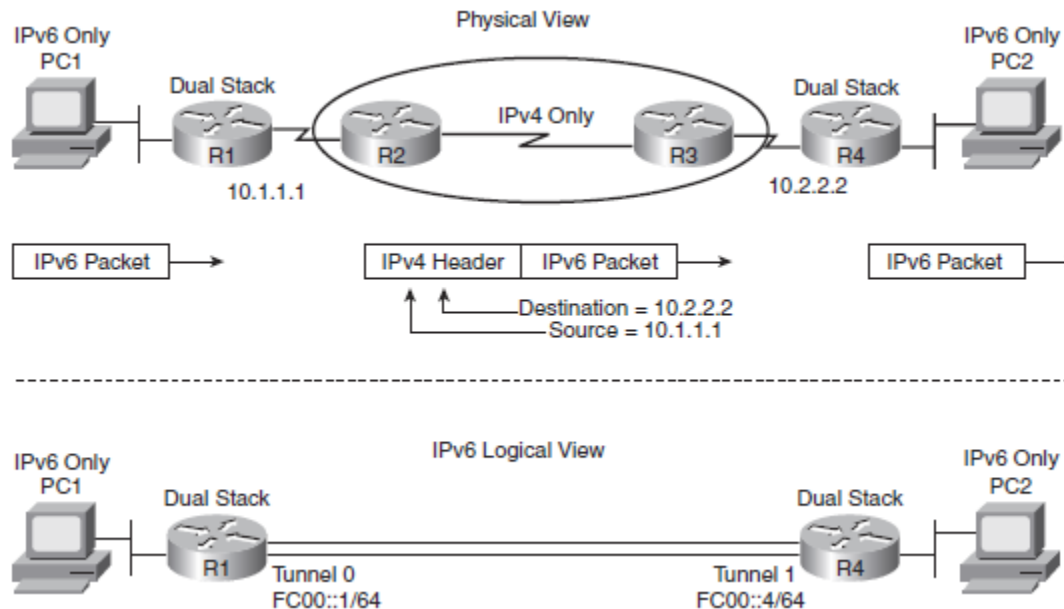 Physical View
IPv6 Only
PC1
IPv6 Only
PC2
Dual Stack
Dual Stack
IPv4 Only
R1
R2
R3
R4
10.1.1.1
10.2.2.2
IPv6 Packet
IPv4 Header
IPv6 Packet
IPv6 Packet
Destination = 10.2.2.2
Source = 10.1.1.1
IPv6 Logical View
IPv6 Only
PC1
IPv6 Only
PC2
Dual Stack
Dual Stack
R1
R4
Tunnel 0
FC00::1/64
Tunnel 1
FC00::4/64